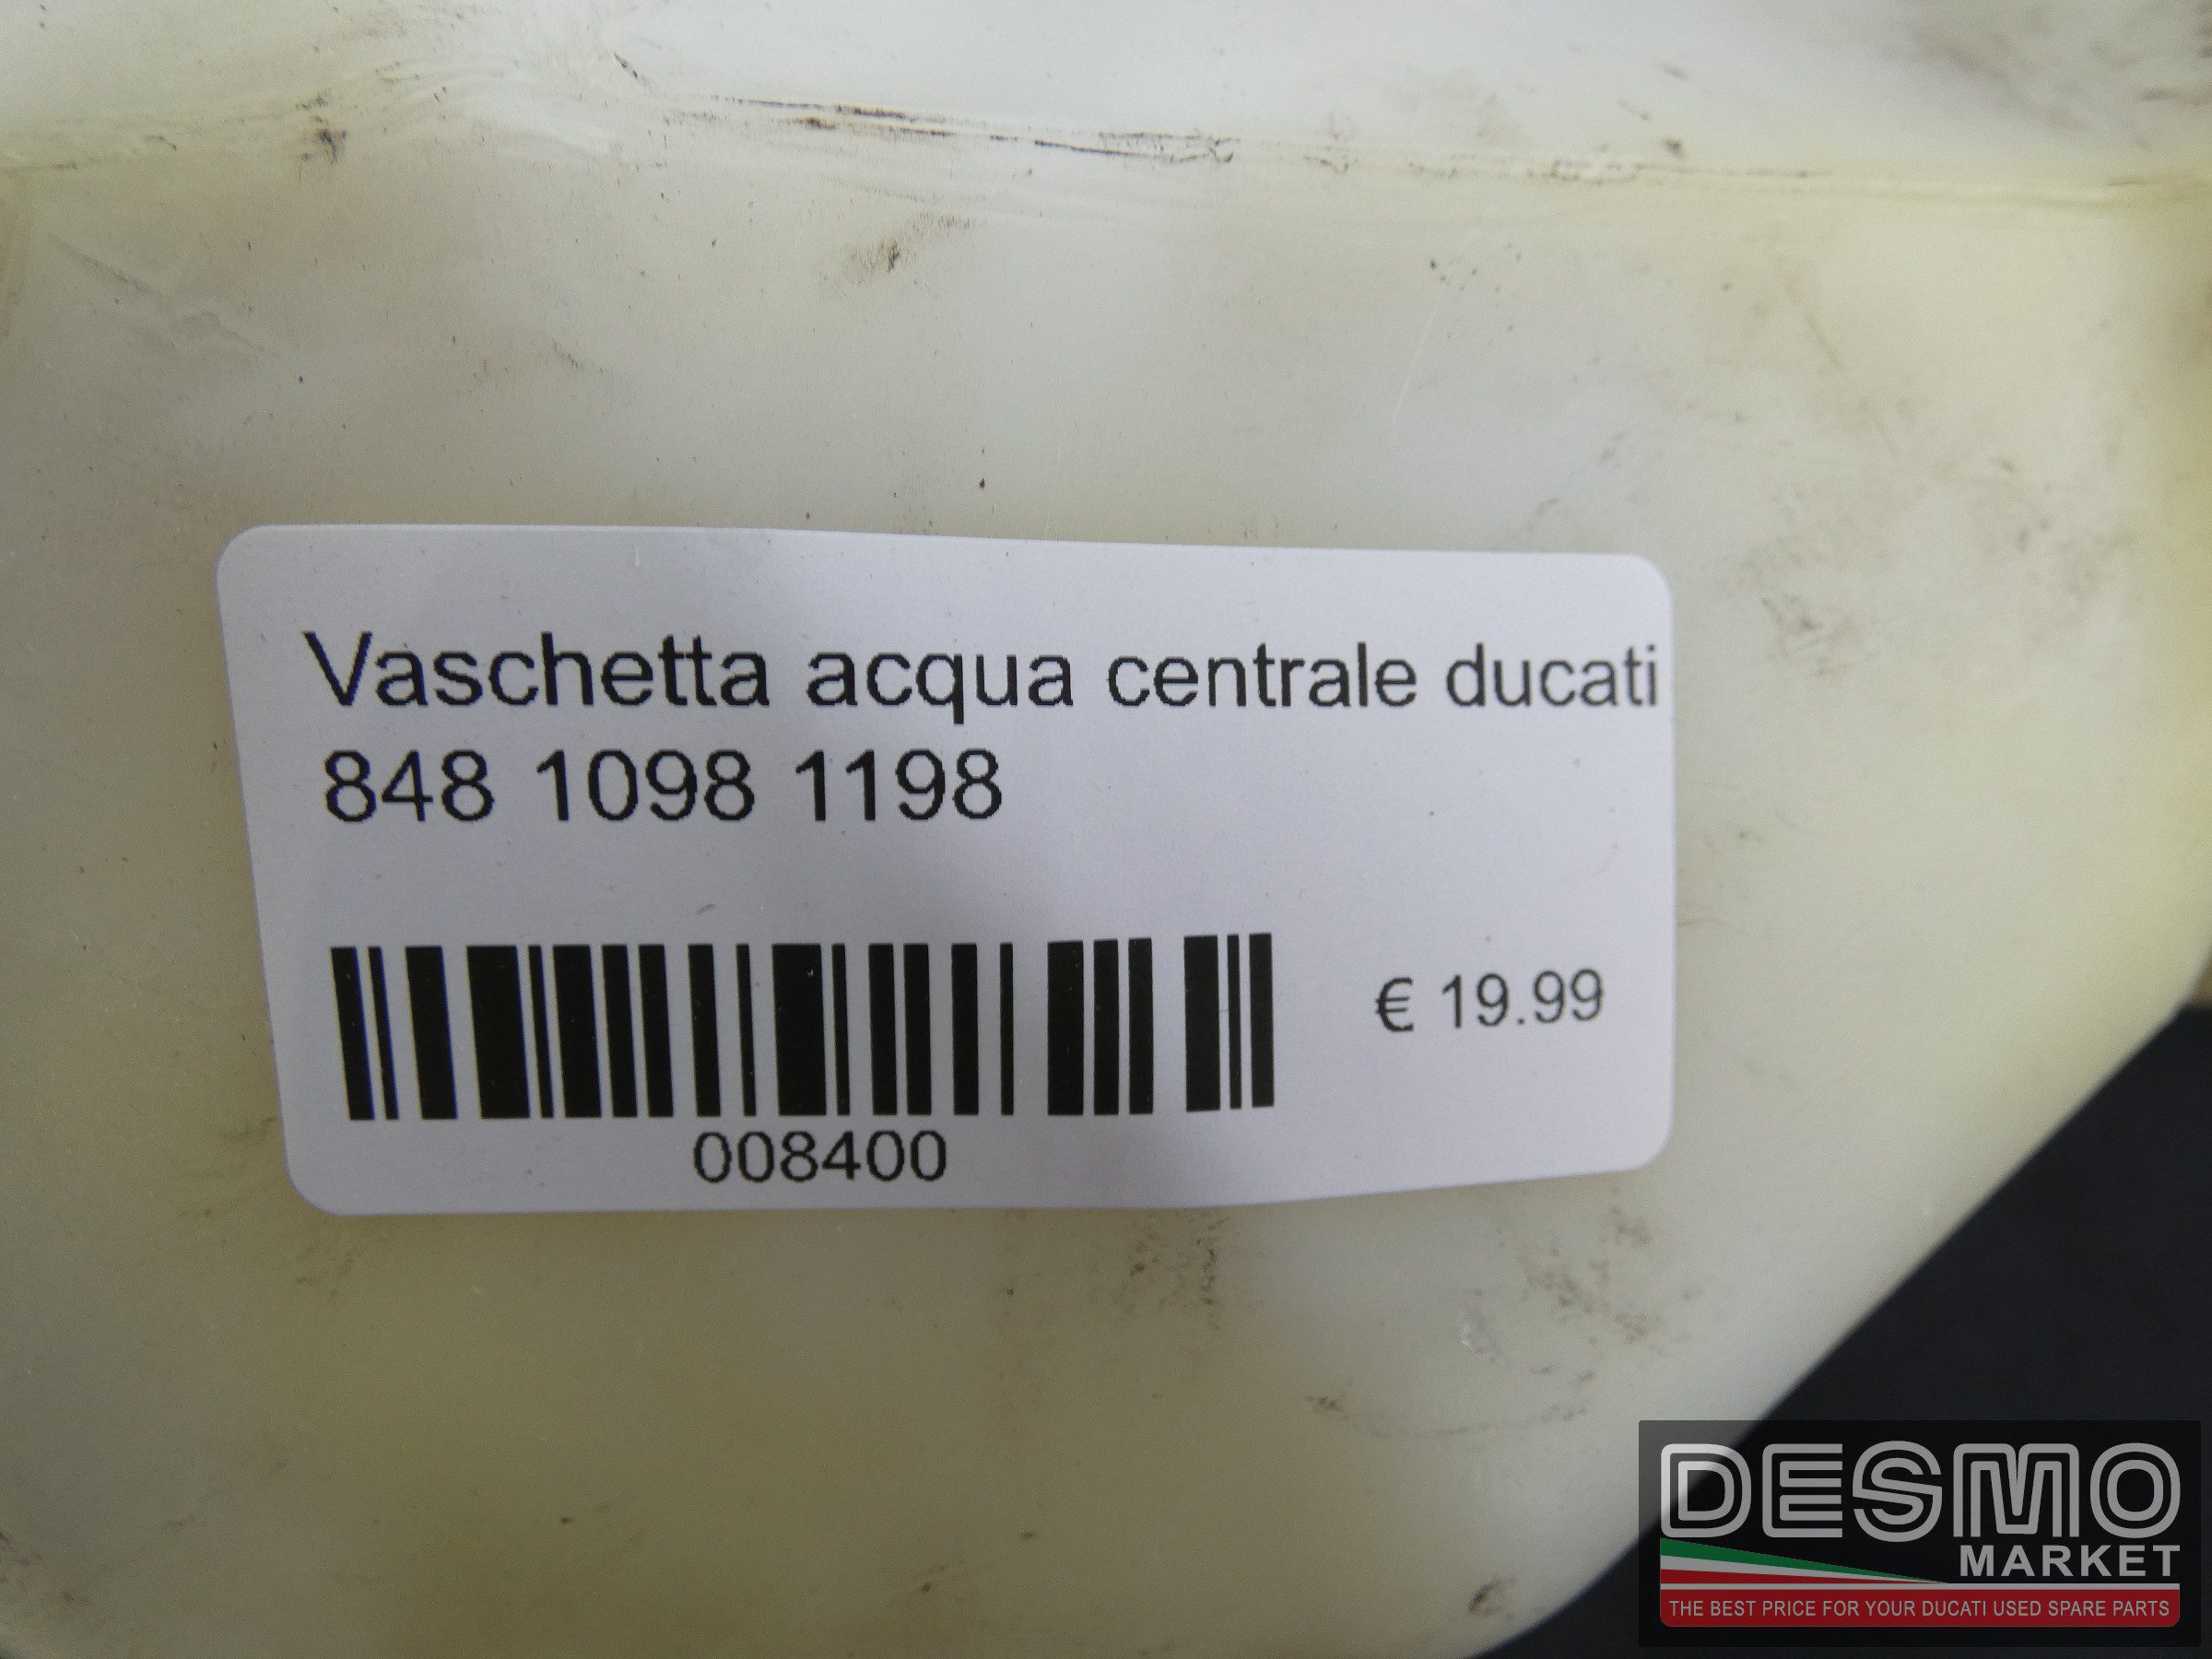 Vaschetta acqua centrale ducati
848 1098 1198
€ 19.99
008400
DESMO
MARKET
THE BEST PRICE FOR YOUR DUCATI USED SPARE PARTS